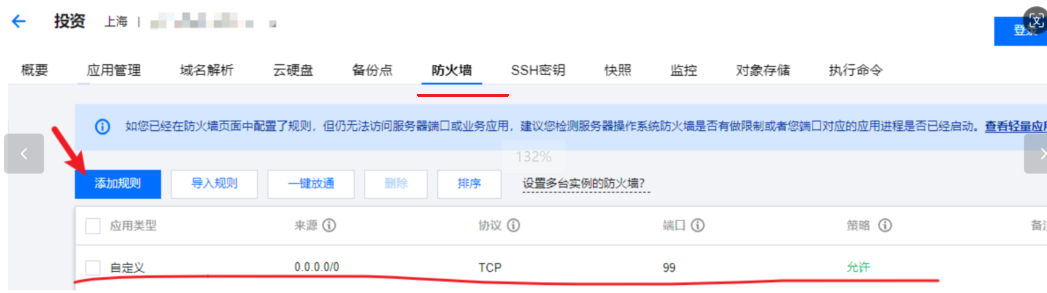 投资 上海 |
登录
概要 应用管理 域名解析 云硬盘 备份点 防火墙 SSH密钥 快照 监控 对象存储 执行命令
如您已经在防火墙页面中配置了规则，但仍无法访问服务器端口或业务应用，建议您检测服务器操作系统防火墙是否有做限制或者您端口对应的应用进程是否已经启动。查看轻量应
132%
添加规则 导入规则 一键放通 删除 排序 设置多台实例的防火墙？
应用类型 来源 协议 端口 策略 备注
自定义 0.0.0.0/0 TCP 99 允许